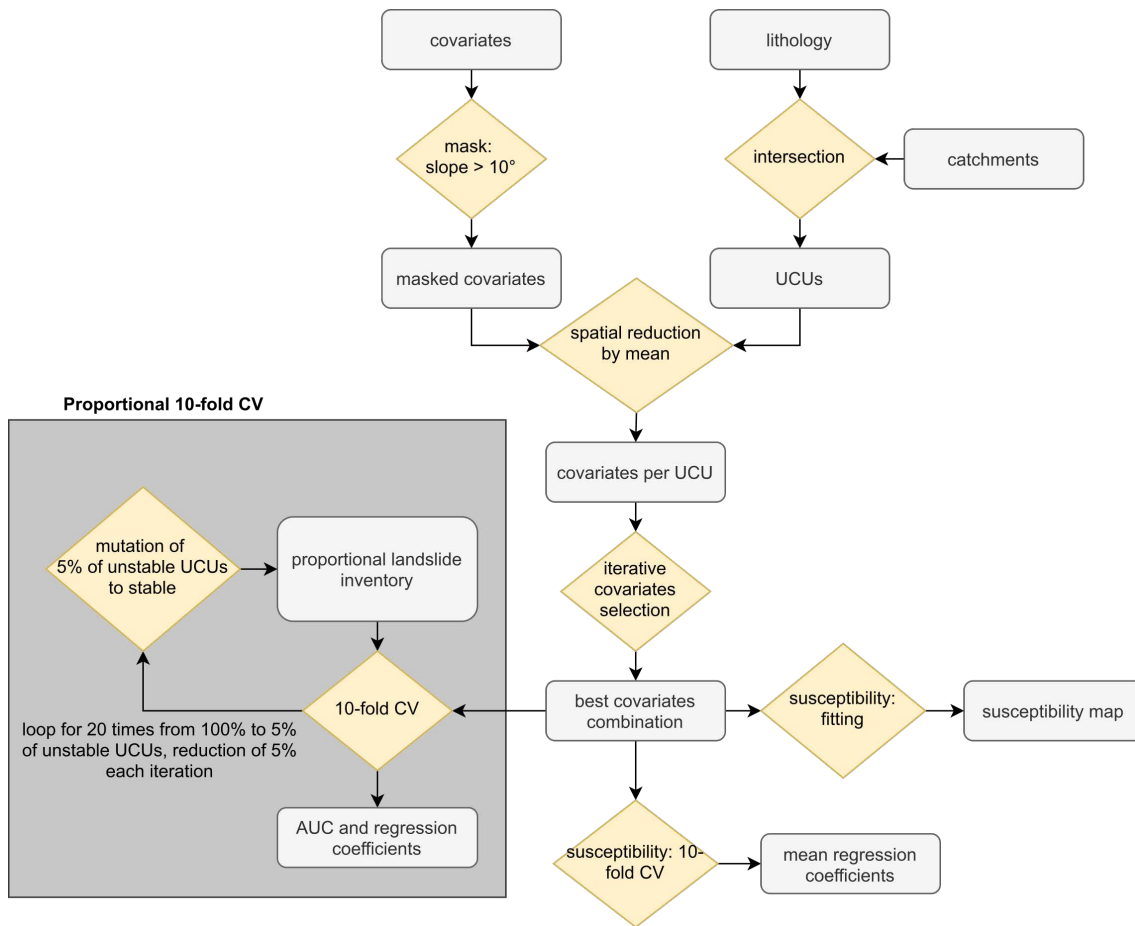 covariates
lithology
mask:
slope > 10°
intersection
catchments
masked covariates
UCUs
spatial reduction
by mean
Proportional 10-fold CV
covariates per UCU
mutation of
5% of unstable UCUs
to stable
proportional landslide
inventory
iterative
covariates
selection
10-fold CV
best covariates
combination
susceptibility:
fitting
susceptibility map
loop for 20 times from 100% to 5%
of unstable UCUs, reduction of 5%
each iteration
AUC and regression
coefficients
susceptibility: 10-
fold CV
mean regression
coefficients